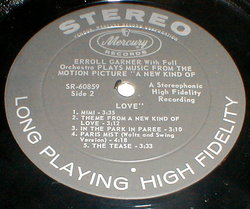 STEREO
Mercury
RECORDS
ERROLL GARNER With Full
Orchestra PLAYS MUSIC FROM THE
MOTION PICTURE "A NEW KIND OF
LOVE"
SR-60859
Side 2
A Stereophonic
High Fidelity
Recording
1. MIMI - 3:35
2. THEME FROM A NEW KIND OF
LOVE - 3:12
3. IN THE PARK IN PAREE - 3:10
4. PARIS MIST (Waltz and Swing
Version) - 4:18
5. THE TEASE - 3:35
LONG PLAYING HIGH FIDELITY